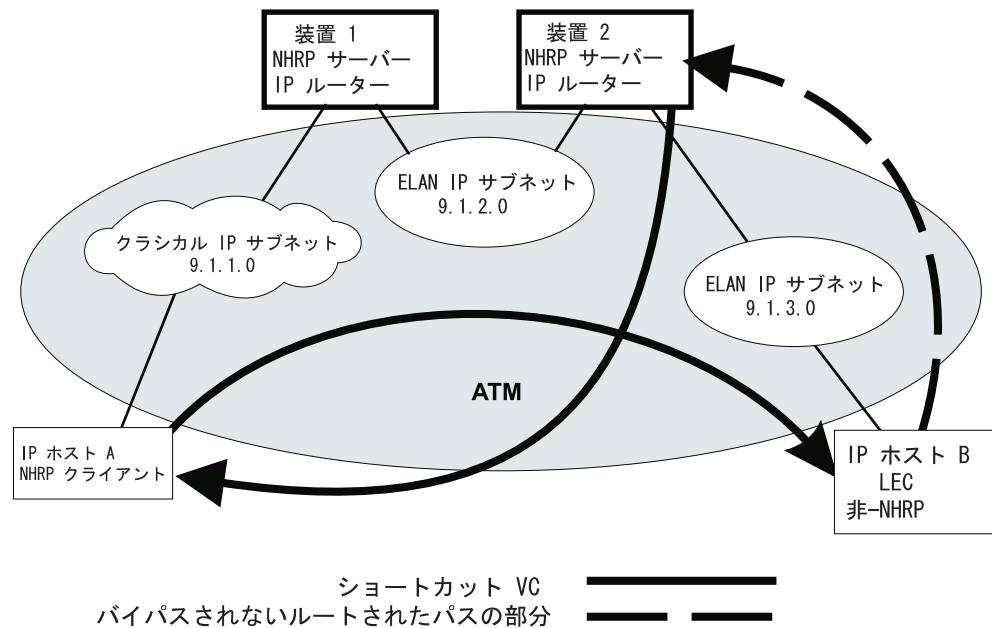 装置 1
NHRP サーバー
IP ルーター
装置 2
NHRP サーバー
IP ルーター
ELAN IP サブネット
9.1.2.0
クラシカル IP サブネット
9.1.1.0
ELAN IP サブネット
9.1.3.0
ATM
IP ホスト A
NHRP クライアント
IP ホスト B
LEC
非-NHRP
ショートカット VC
バイパスされないルートされたパスの部分